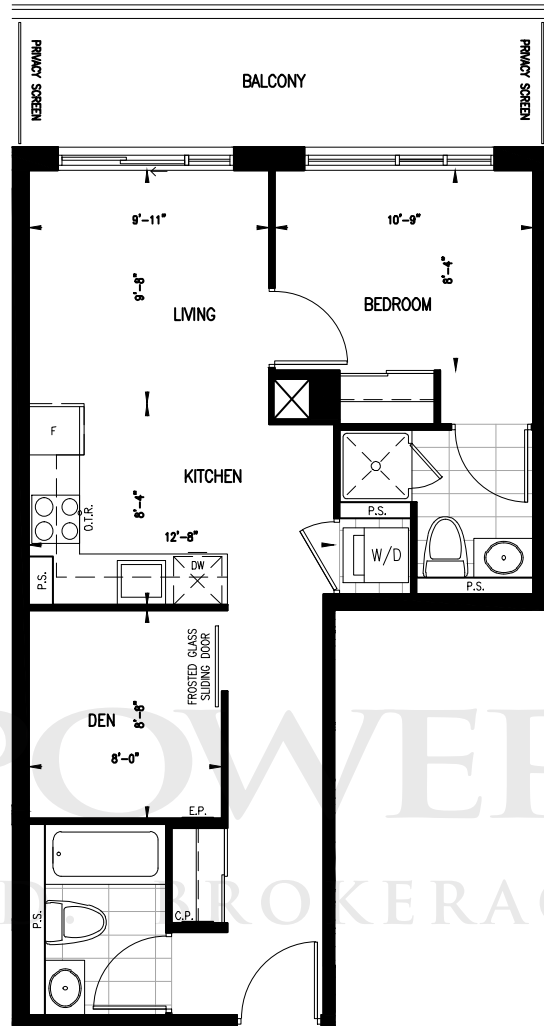 PRIVACY SCREEN
BALCONY
PRIVACY SCREEN
9'-11"
10'-9"
9'-8"
8'-4"
LIVING
BEDROOM
F
KITCHEN
8'-4"
O.T.R.
12'-8"
P.S.
DW
P.S.
W/D
P.S.
FROSTED GLASS
SLIDING DOOR
DEN
8'-8"
8'-0"
E.P.
P.S.
C.P.
POWER
D. BROKERAG